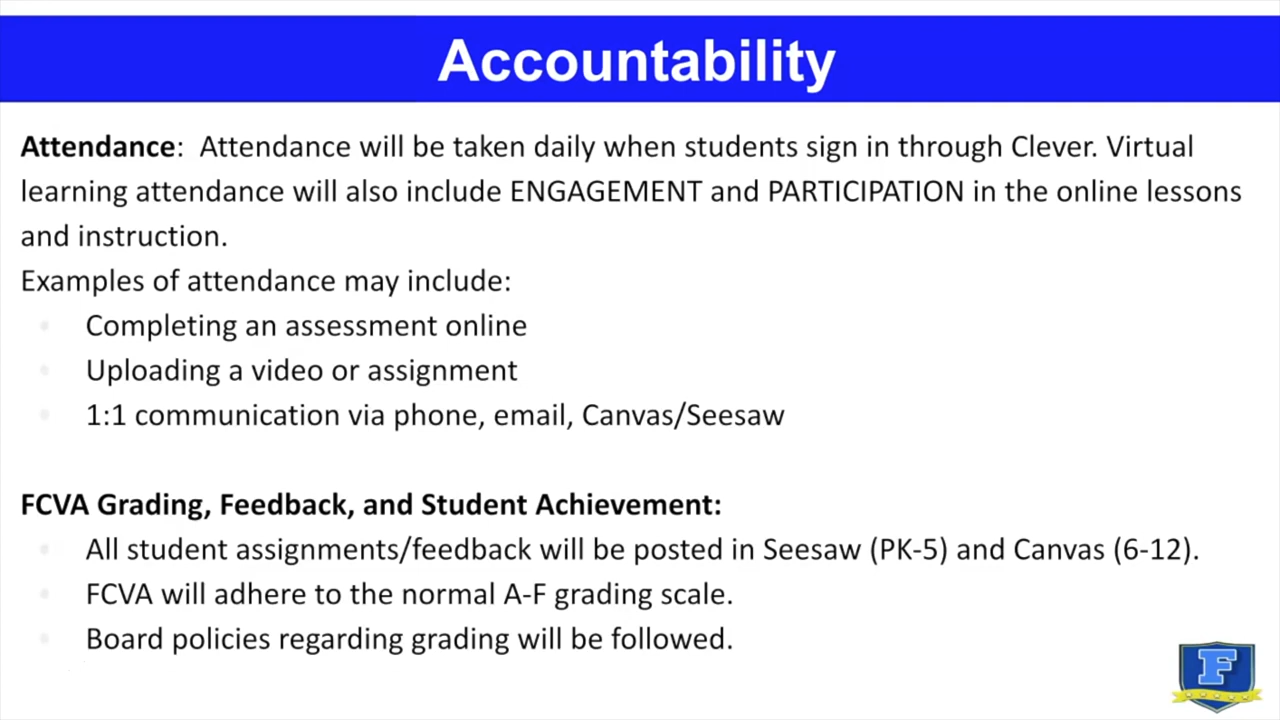 Accountability
Attendance: Attendance will be taken daily when students sign in through Clever. Virtual
learning attendance will also include ENGAGEMENT and PARTICIPATION in the online lessons
and instruction.
Examples of attendance may include:
Completing an assessment online
Uploading a video or assignment
1:1 communication via phone, email, Canvas/Seesaw
FCVA Grading, Feedback, and Student Achievement:
All student assignments/feedback will be posted in Seesaw (PK-5) and Canvas (6-12).
FCVA will adhere to the normal A-F grading scale.
Board policies regarding grading will be followed.
F